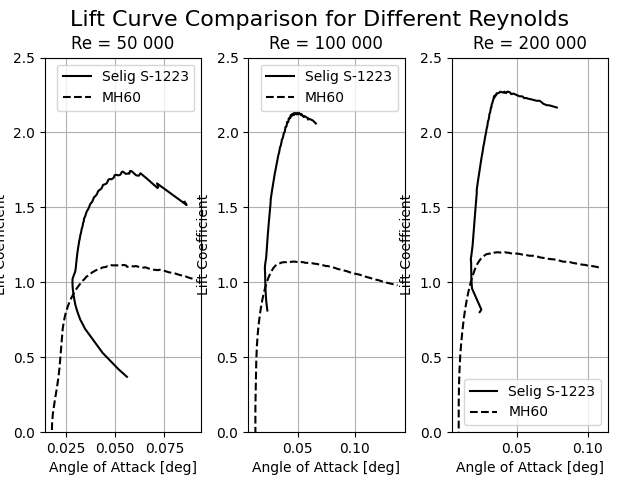 Lift Curve Comparison for Different Reynolds
Re = 50 000
2.5
2.0
1.5
1.0
0.5
0.0
0.025
0.050
0.075
Angle of Attack [deg]
Lift Coefficient
Selig S-1223
MH60
Re = 100 000
2.5
2.0
1.5
1.0
0.5
0.0
0.05
0.10
Angle of Attack [deg]
Lift Coefficient
Selig S-1223
MH60
Re = 200 000
2.5
2.0
1.5
1.0
0.5
0.0
0.05
0.10
Angle of Attack [deg]
Lift Coefficient
Selig S-1223
MH60